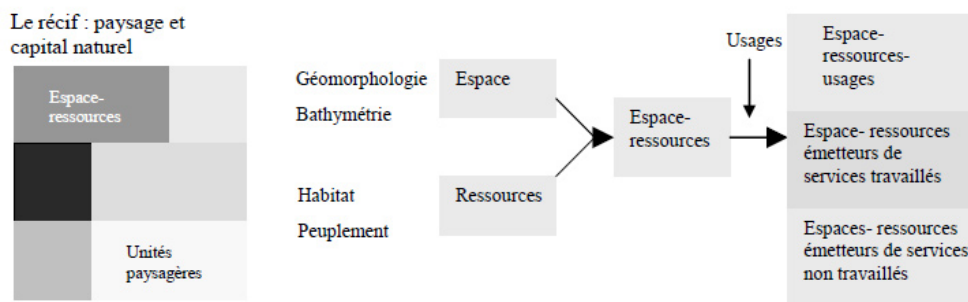 Le récif : paysage et
capital naturel
Espace-
ressources
Unités
paysagères
Géomorphologie
Bathymétrie
Habitat
Peuplement
Espace
Ressources
Espace-
ressources
Usages
Espace-
ressources-
usages
Espace- ressources
émetteurs de
services travaillés
Espaces- ressources
émetteurs de services
non travaillés